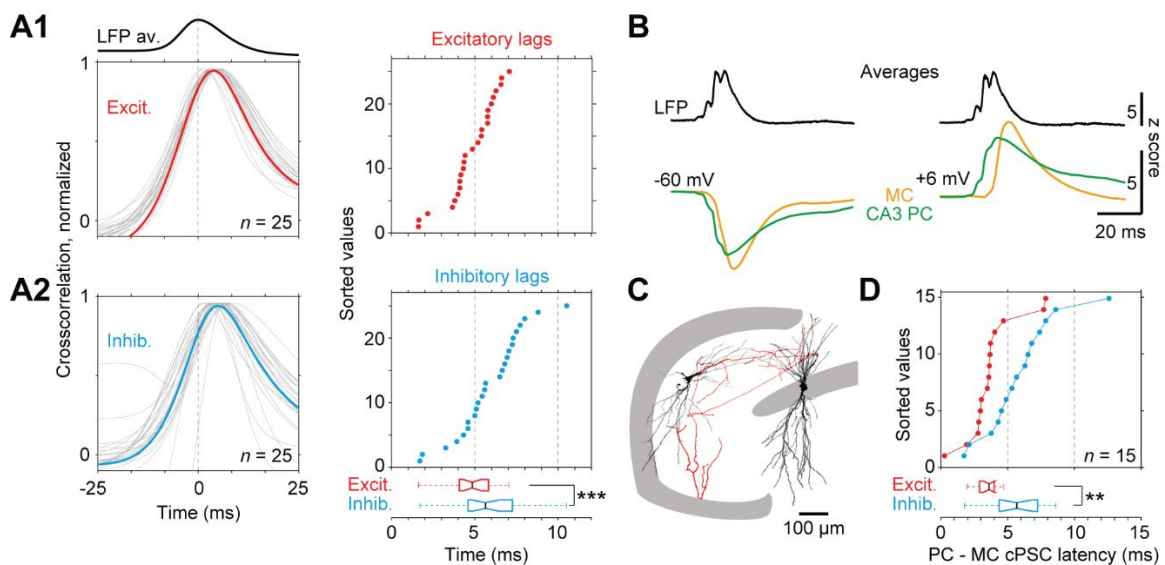 A1
LFP av.
1
Excit.
0
n = 25
Crosscorrelation, normalized
A2
1
Inhib.
0
n = 25
-25 0 25
Time (ms)
Excitatory lags
20
10
0
Sorted values
Inhibitory lags
20
10
0
Excit.
Inhib.
***
0 5 10
Time (ms)
B
Averages
LFP
5
z score
-60 mV
+6 mV
5
MC
CA3 PC
20 ms
C
100 µm
D
15
10
5
0
Sorted values
n = 15
Excit.
Inhib.
**
0 5 10 15
PC - MC cPSC latency (ms)